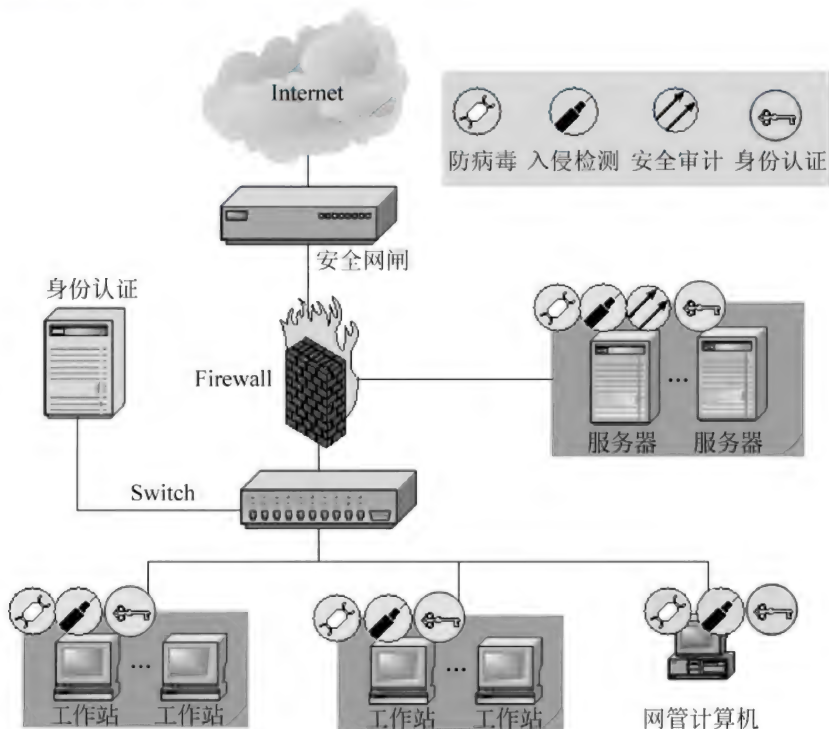 Internet
防病毒 入侵检测 安全审计 身份认证
安全网闸
身份认证
Firewall
服务器 服务器
Switch
工作站 工作站
工作站 工作站
网管计算机